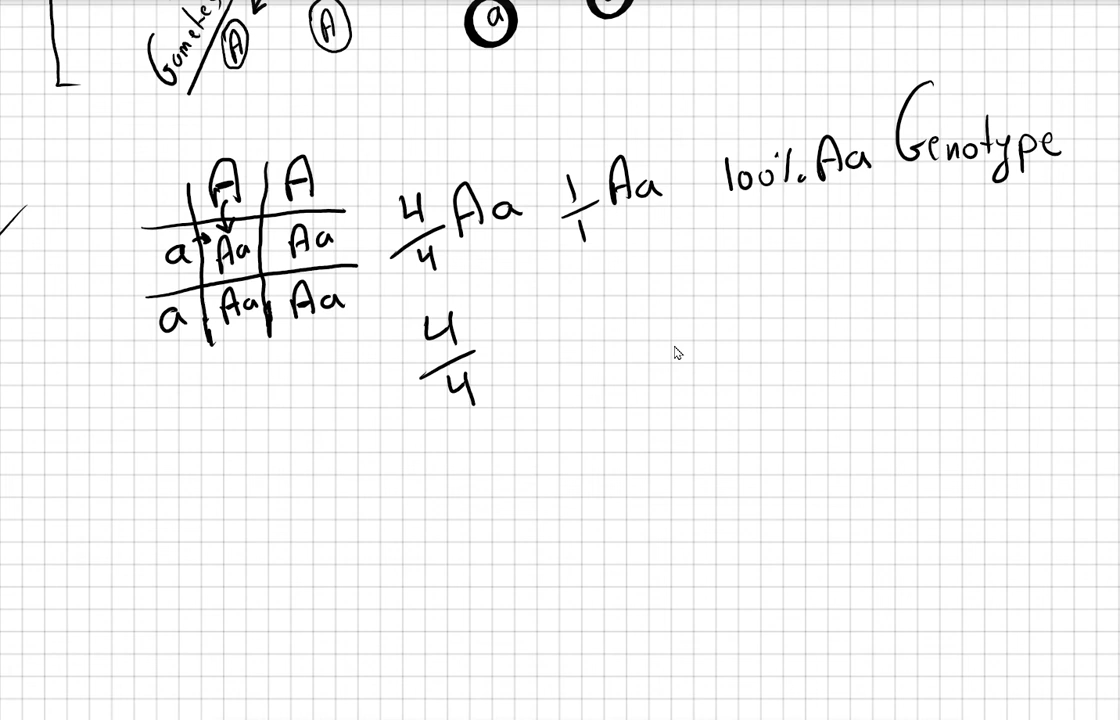 Gametes A A a
A A
a Aa Aa
a Aa Aa
4/4 Aa 1/1 Aa 100%. Aa Genotype
4/4